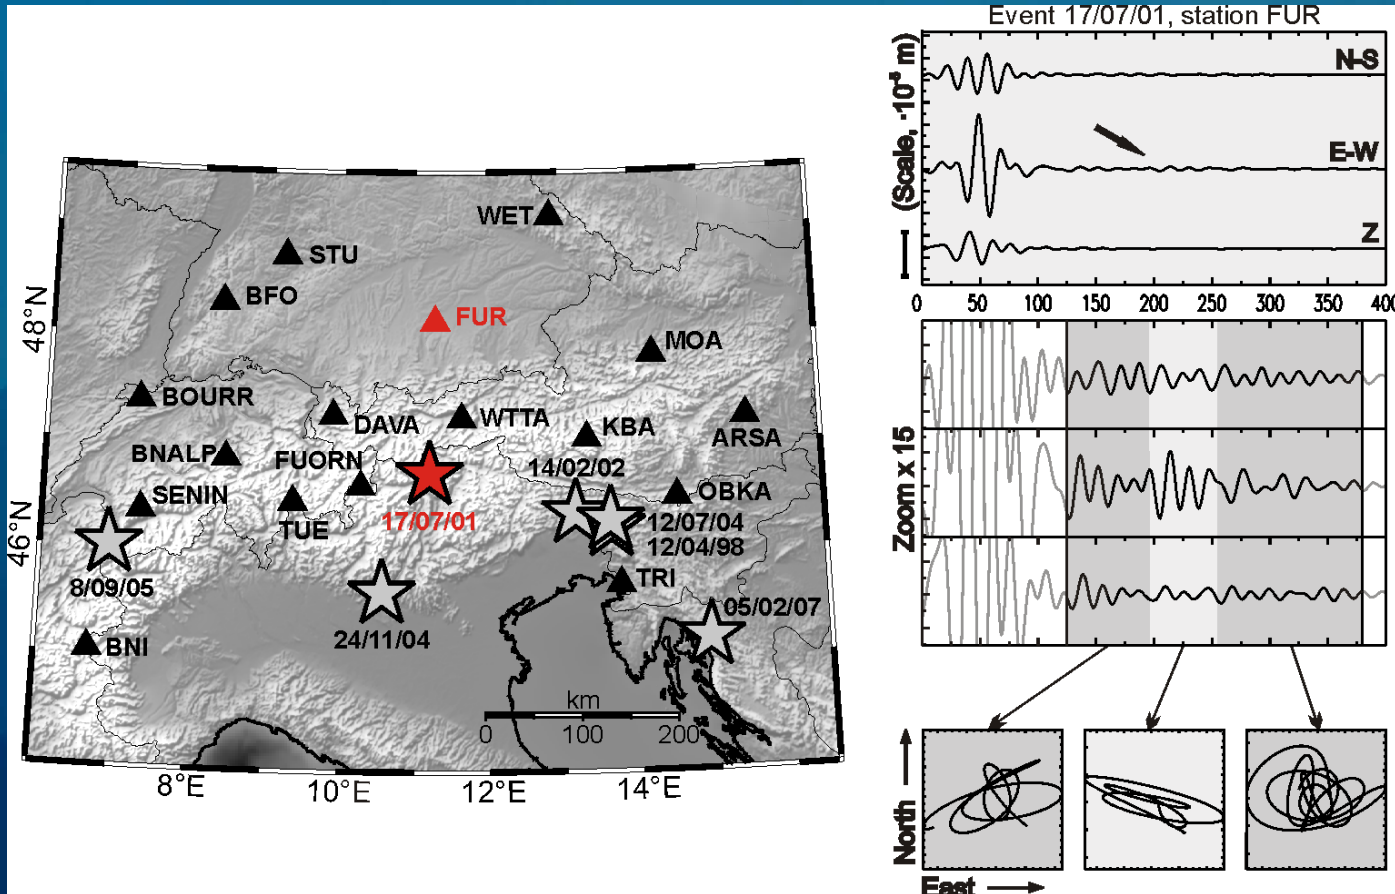 Event 17/07/01, station FUR
(Scale, ·10⁻⁵ m)
N-S
E-W
Z
0 50 100 150 200 250 300 350 400
Zoom x 15
North
East
48°N
46°N
8°E 10°E 12°E 14°E
WET
STU
BFO
FUR
MOA
BOURR
DAVA
WTTA
KBA
ARSA
BNALP
FUORN
14/02/02
SENIN
TUE
17/07/01
OBKA
12/07/04
12/04/98
8/09/05
TRI
05/02/07
24/11/04
BNI
km
0 100 200